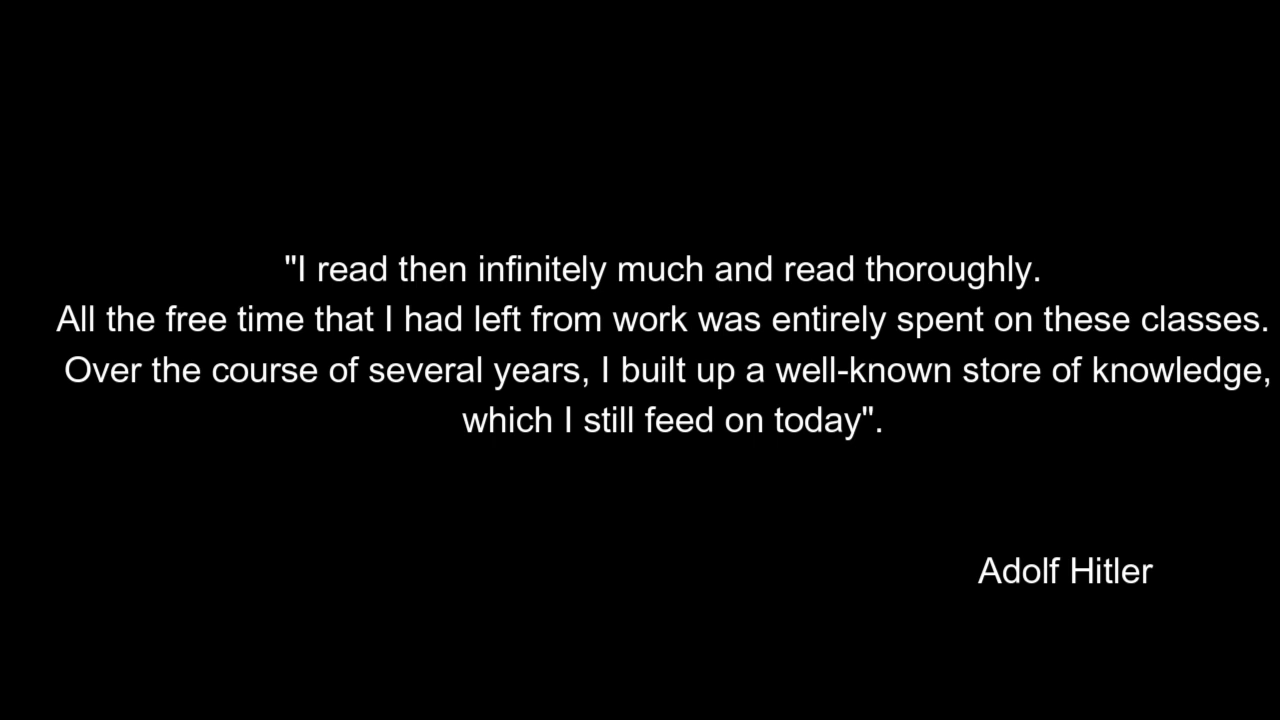 "I read then infinitely much and read thoroughly.
All the free time that I had left from work was entirely spent on these classes.
Over the course of several years, I built up a well-known store of knowledge,
which I still feed on today".
Adolf Hitler